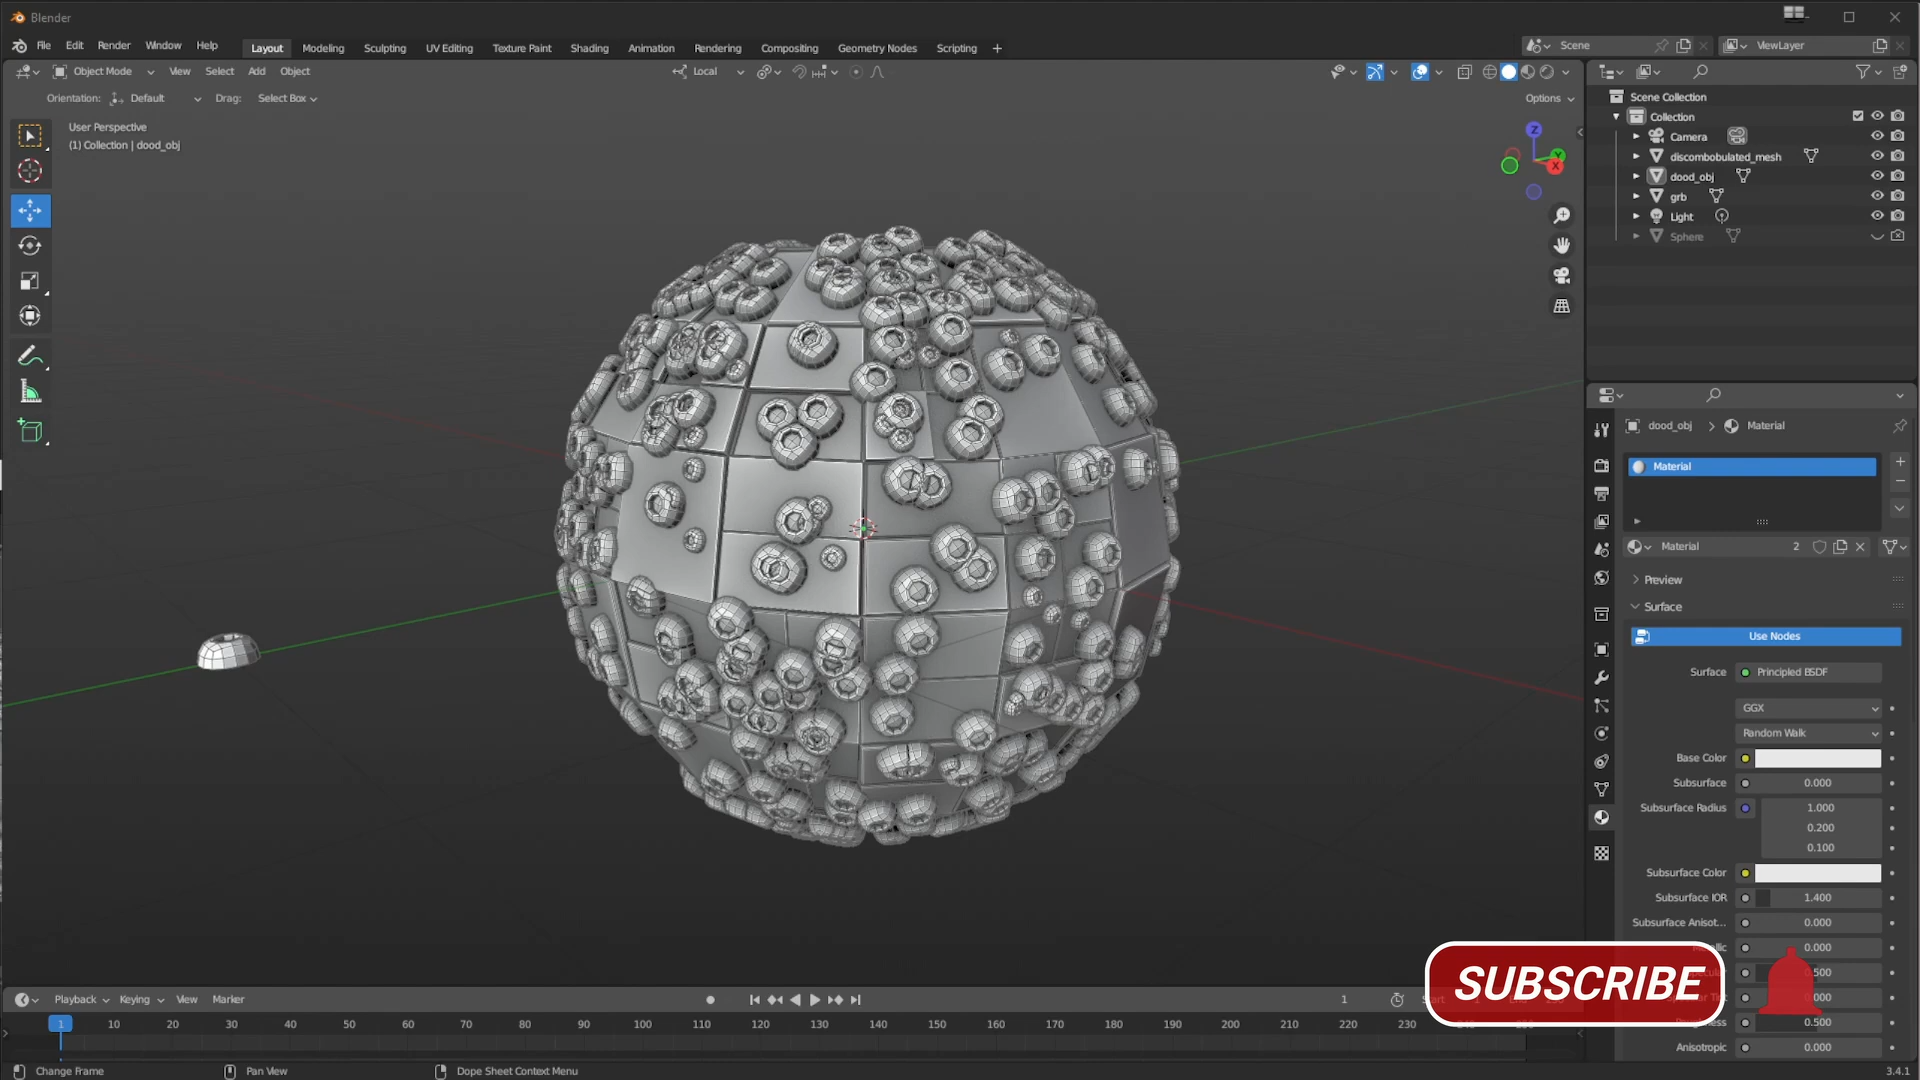 Blender
File Edit Render Window Help Layout Modeling Sculpting UV Editing Texture Paint Shading Animation Rendering Compositing Geometry Nodes Scripting + Scene ViewLayer
Object Mode View Select Add Object Local
Orientation: Default Drag: Select Box Options
User Perspective
(1) Collection | dood_obj
Z
Y
X
Scene Collection
Collection
Camera
discombobulated_mesh
dood_obj
grb
Light
Sphere
dood_obj > Material
Material
Material 2
Preview
Surface
Use Nodes
Surface Principled BSDF
GGX
Random Walk
Base Color
Subsurface 0.000
Subsurface Radius 1.000
0.200
0.100
Subsurface Color
Subsurface IOR 1.400
Subsurface Anisot... 0.000
0.000
SUBSCRIBE
0.500
Anisotropic 0.000
Playback Keying View Marker 1
1 10 20 30 40 50 60 70 80 90 100 110 120 130 140 150 160 170 180 190 200 210 220 230
Change Frame Pan View Dope Sheet Context Menu 3.4.1